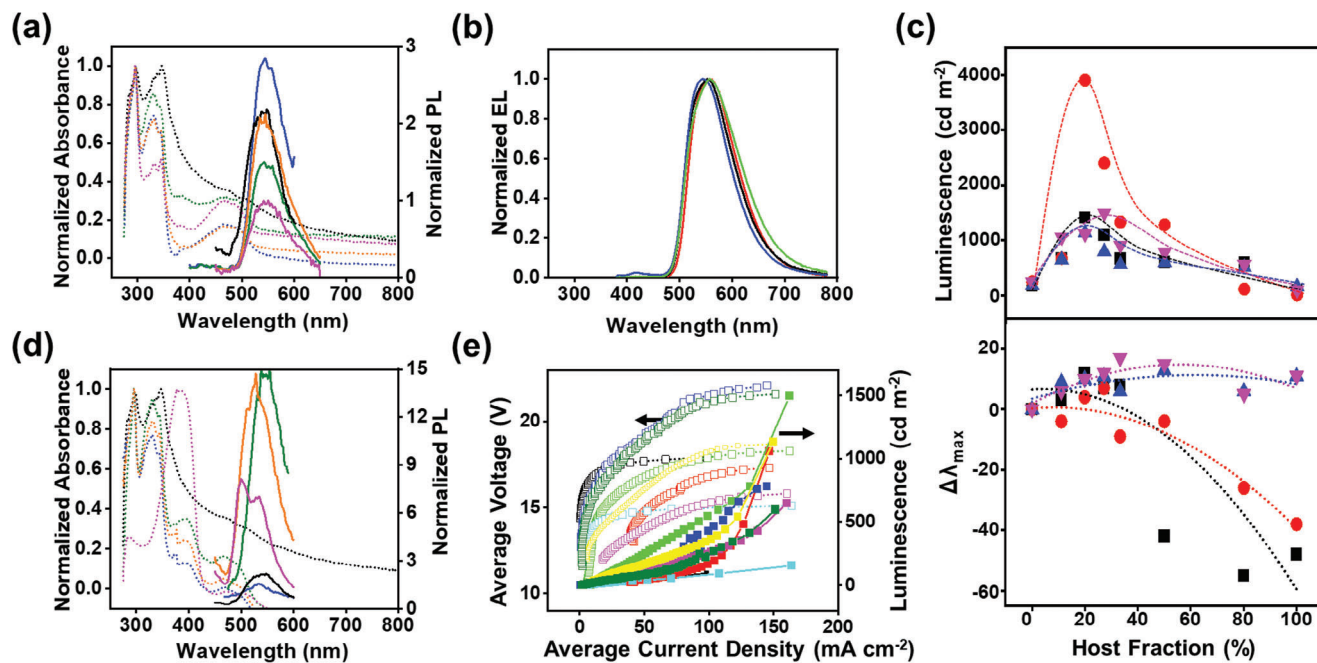 (a)
Normalized Absorbance
1.0
0.8
0.6
0.4
0.2
0.0
3
2
1
0
Normalized PL
300 400 500 600 700 800
Wavelength (nm)
(b)
Normalized EL
1.0
0.8
0.6
0.4
0.2
0.0
300 400 500 600 700 800
Wavelength (nm)
(c)
Luminescence (cd m⁻²)
4000
3000
2000
1000
0
Δλmax
20
0
-20
-40
-60
0 20 40 60 80 100
Host Fraction (%)
(d)
Normalized Absorbance
1.0
0.8
0.6
0.4
0.2
0.0
15
12
9
6
3
0
Normalized PL
300 400 500 600 700 800
Wavelength (nm)
(e)
Average Voltage (V)
20
15
10
1500
1000
500
0
Luminescence (cd m⁻²)
0 50 100 150 200
Average Current Density (mA cm⁻²)